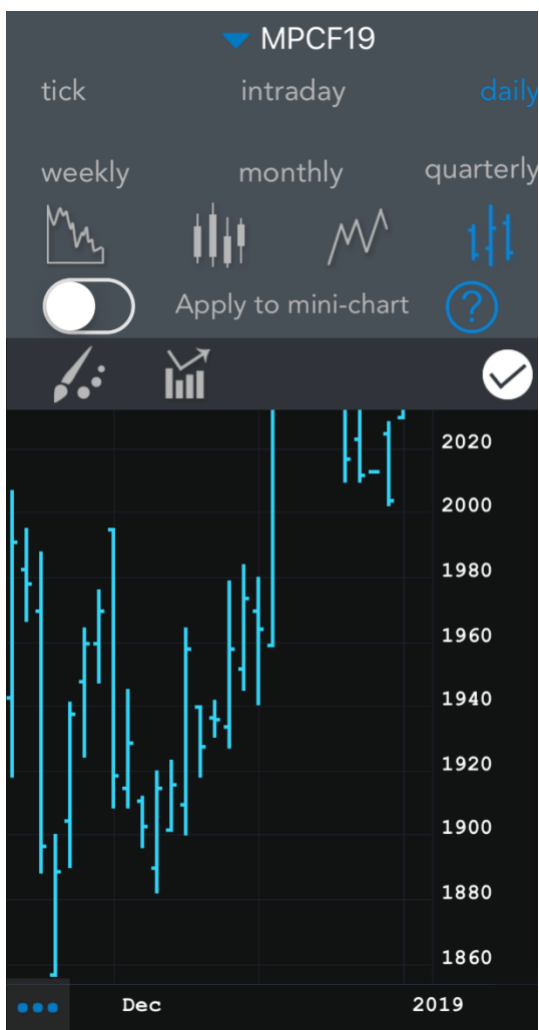 MPCF19
tick intraday daily
weekly monthly quarterly
Apply to mini-chart ?
2020
2000
1980
1960
1940
1920
1900
1880
1860
Dec 2019